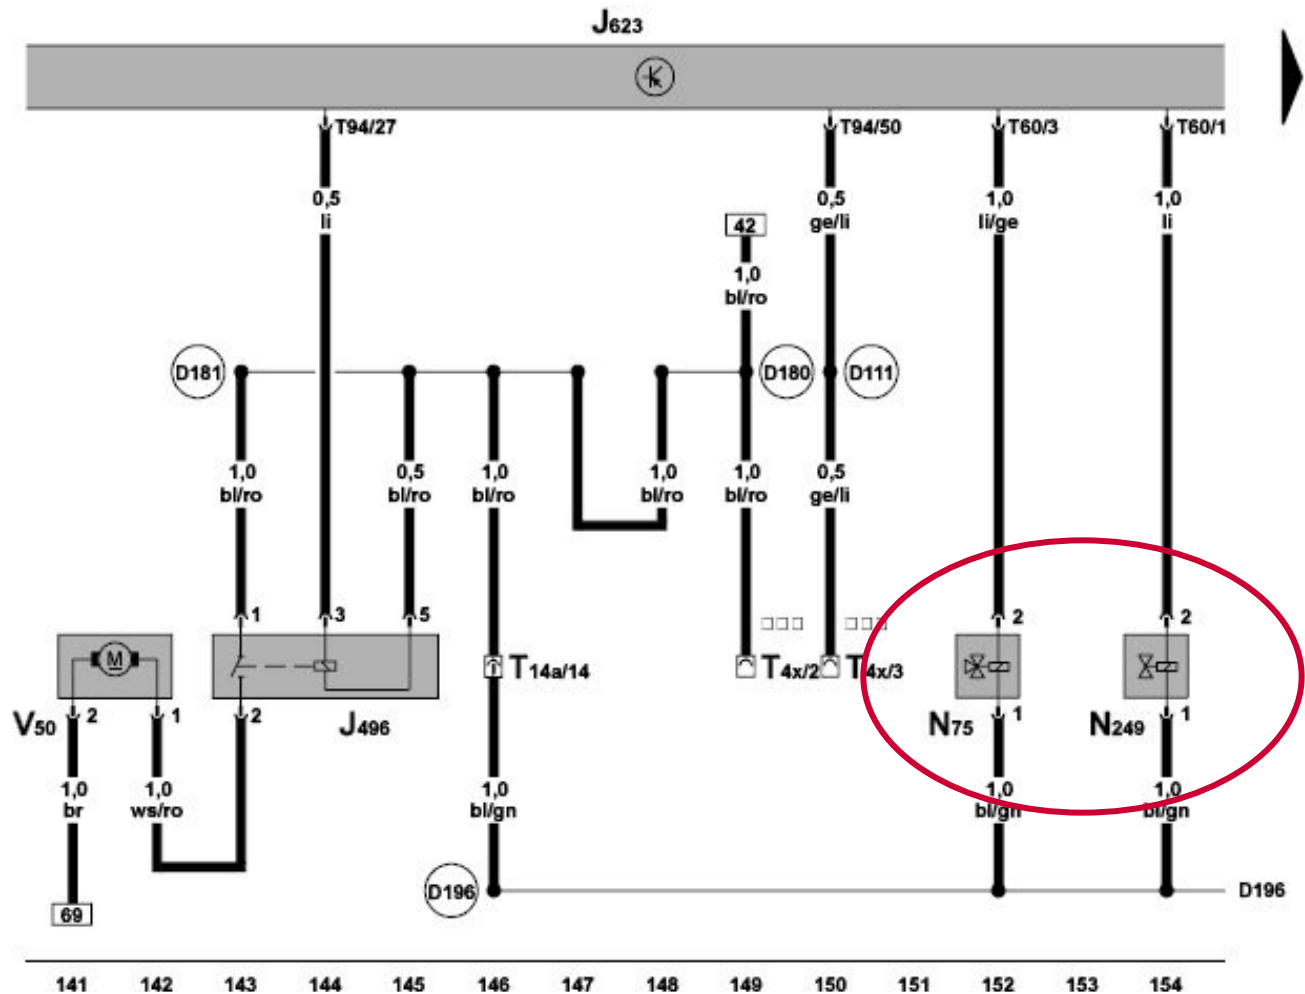 J623
T94/27
T94/50
T60/3
T60/1
0,5
li
0,5
ge/li
1,0
li/ge
1,0
li
42
1,0
bl/ro
D181
D180
D111
1,0
bl/ro
0,5
bl/ro
1,0
bl/ro
1,0
bl/ro
1,0
bl/ro
0,5
ge/li
1
3
5
2
2
M
T14a/14
T4x/2
T4x/3
V50
2
1
2
J496
N75
1
N249
1
1,0
br
1,0
ws/ro
1,0
bl/gn
1,0
bl/gn
1,0
bl/gn
D196
D196
69
141 142 143 144 145 146 147 148 149 150 151 152 153 154